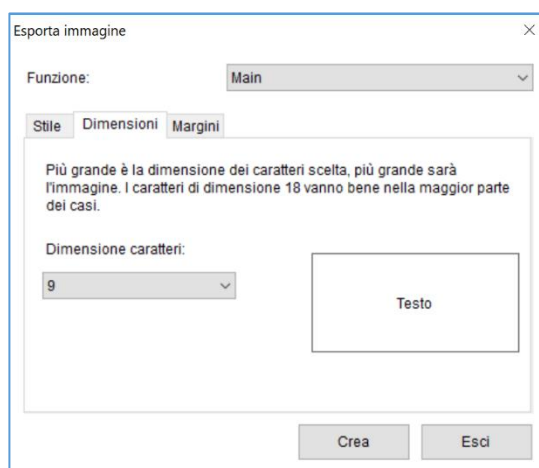 Esporta immagine
Funzione:
Main
Stile
Dimensioni
Margini
Più grande è la dimensione dei caratteri scelta, più grande sarà
l'immagine. I caratteri di dimensione 18 vanno bene nella maggior parte
dei casi.
Dimensione caratteri:
9
Testo
Crea
Esci